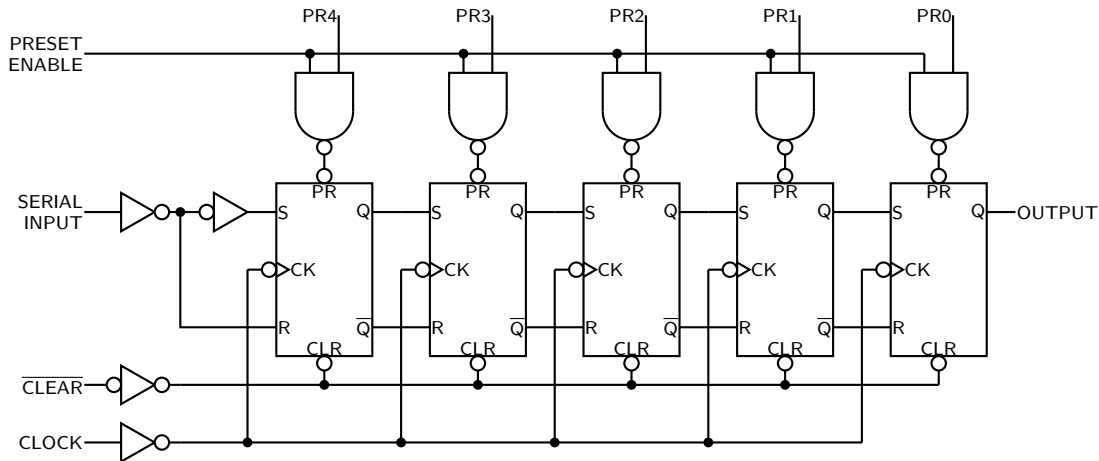 PR4 PR3 PR2 PR1 PR0
PRESET
ENABLE
PR PR PR PR PR
SERIAL
INPUT
S Q S Q S Q S Q S Q OUTPUT
CK CK CK CK CK
R Q̅ R Q̅ R Q̅ R Q̅ R
CLR CLR CLR CLR CLR
C̅L̅E̅A̅R̅
CLOCK